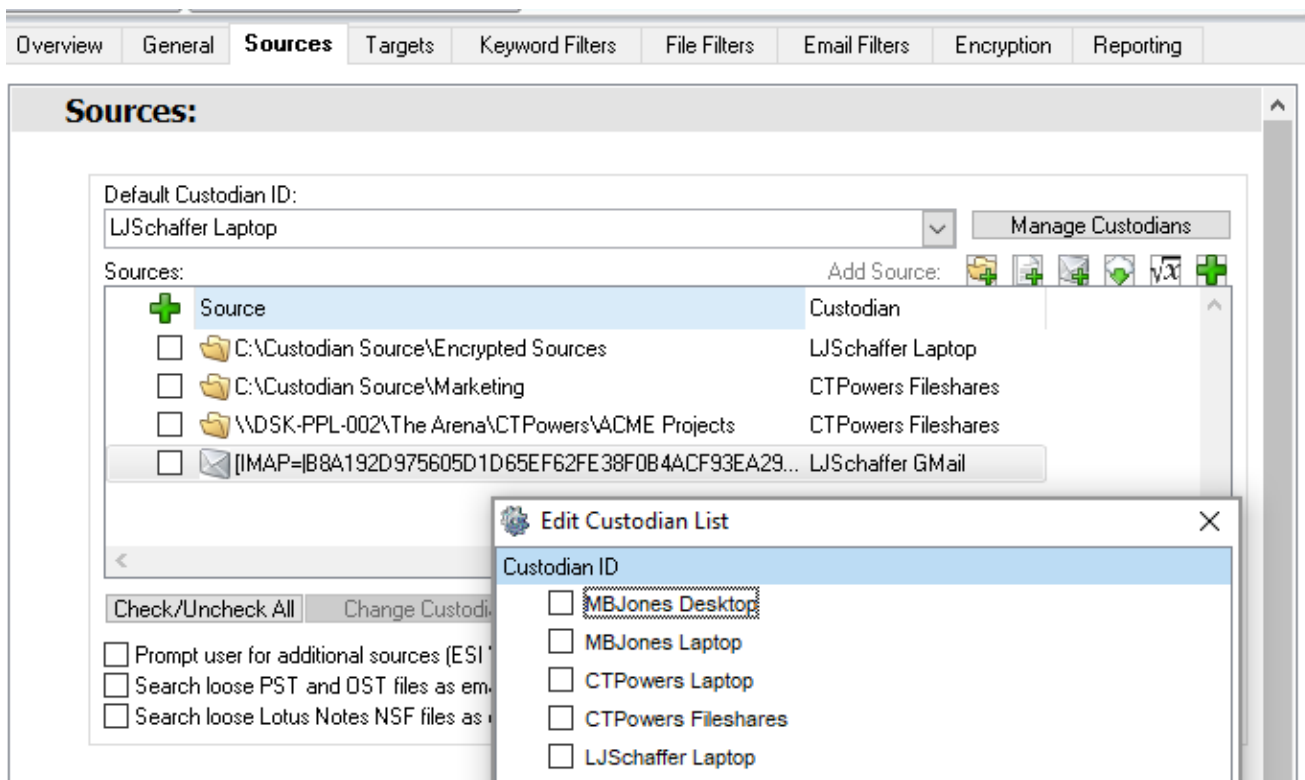 Overview General Sources Targets Keyword Filters File Filters Email Filters Encryption Reporting
Sources:
Default Custodian ID:
LJSchaffer Laptop Manage Custodians
Sources: Add Source: √x
Source Custodian
C:\Custodian Source\Encrypted Sources LJSchaffer Laptop
C:\Custodian Source\Marketing CTPowers Fileshares
\\DSK-PPL-002\The Arena\CTPowers\ACME Projects CTPowers Fileshares
[IMAP=|B8A192D975605D1D65EF62FE38F0B4ACF93EA29... LJSchaffer GMail
Edit Custodian List
Custodian ID
MBJones Desktop
Check/Uncheck All Change Custodi
MBJones Laptop
Prompt user for additional sources (ESI
CTPowers Laptop
Search loose PST and OST files as ema
Search loose Lotus Notes NSF files as
CTPowers Fileshares
LJSchaffer Laptop